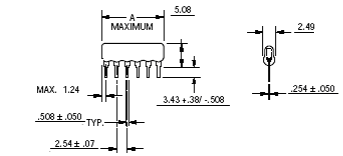 A
MAXIMUM
5.08
2.49
MAX. 1.24
3.43 +.38/ -.508
.254 ± .050
.508 ± .050
TYP.
2.54 ± .07